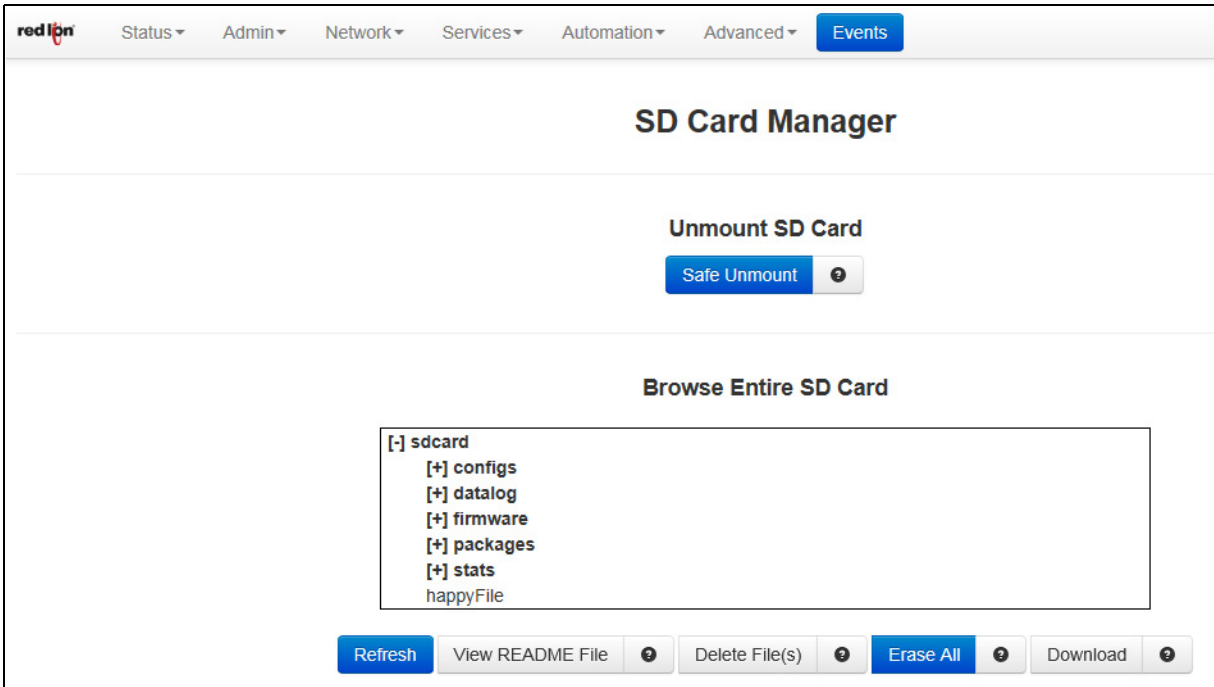 red lion Status Admin Network Services Automation Advanced Events
SD Card Manager
Unmount SD Card
Safe Unmount ?
Browse Entire SD Card
[-] sdcard
[+] configs
[+] datalog
[+] firmware
[+] packages
[+] stats
happyFile
Refresh View README File ? Delete File(s) ? Erase All ? Download ?